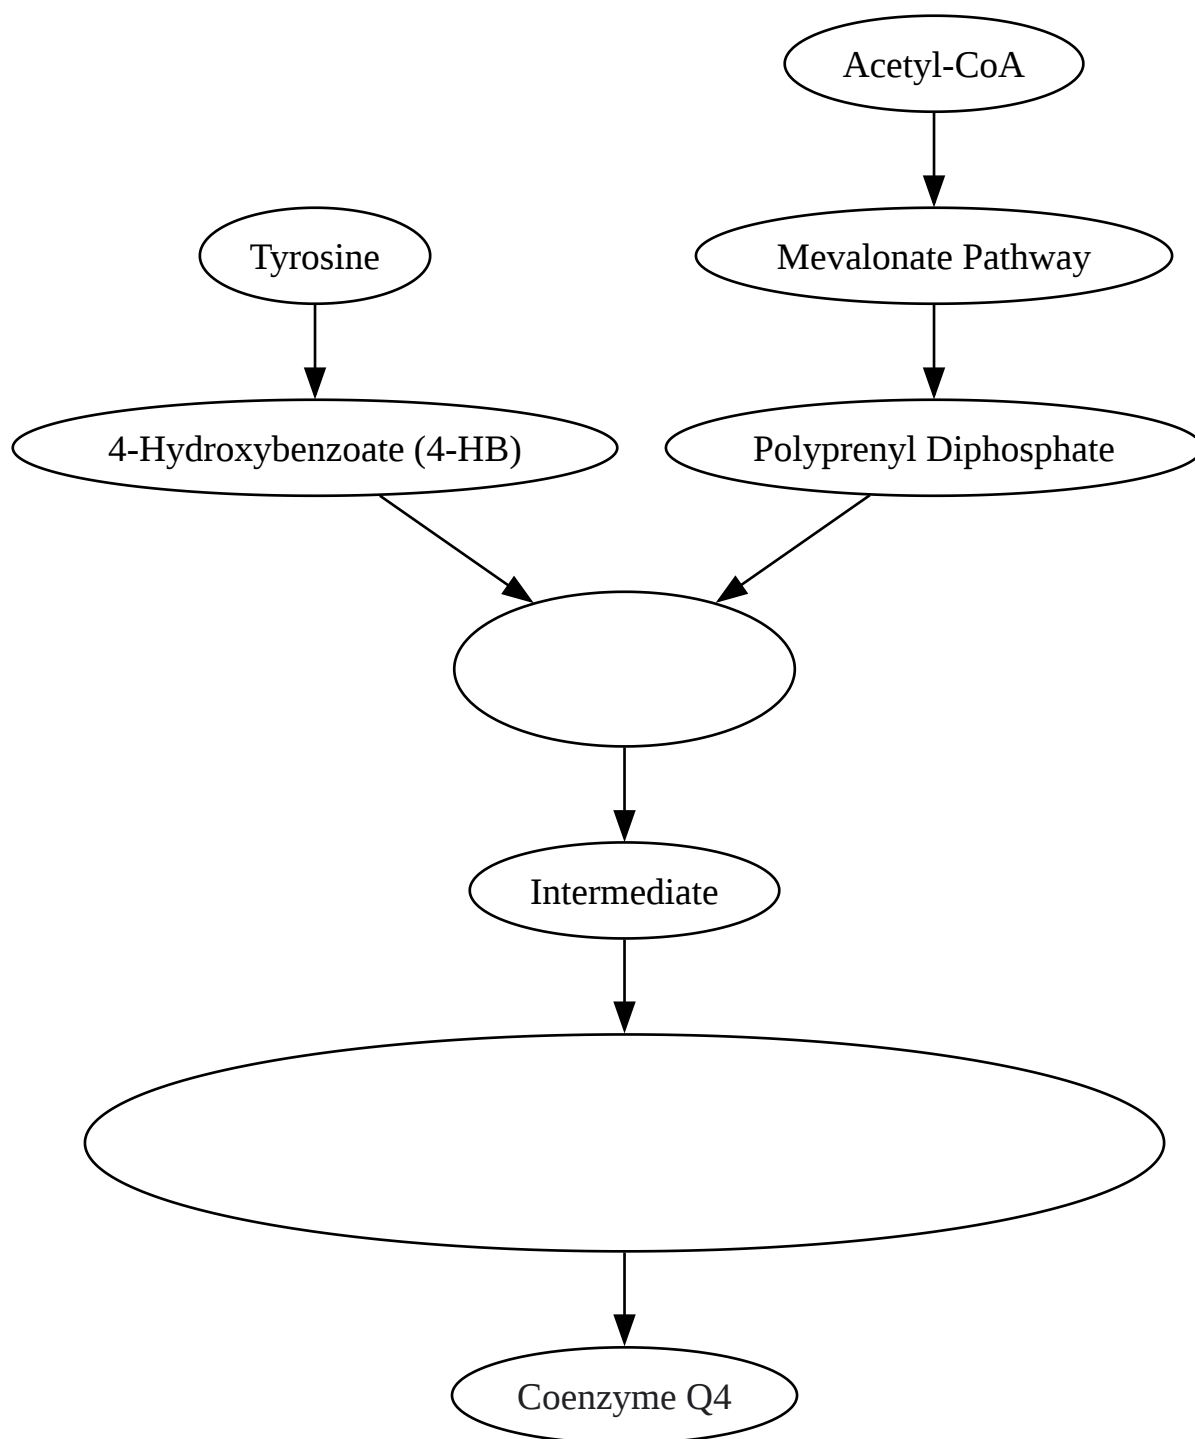 Acetyl-CoA
Tyrosine
Mevalonate Pathway
4-Hydroxybenzoate (4-HB)
Polyprenyl Diphosphate
Intermediate
Coenzyme Q4